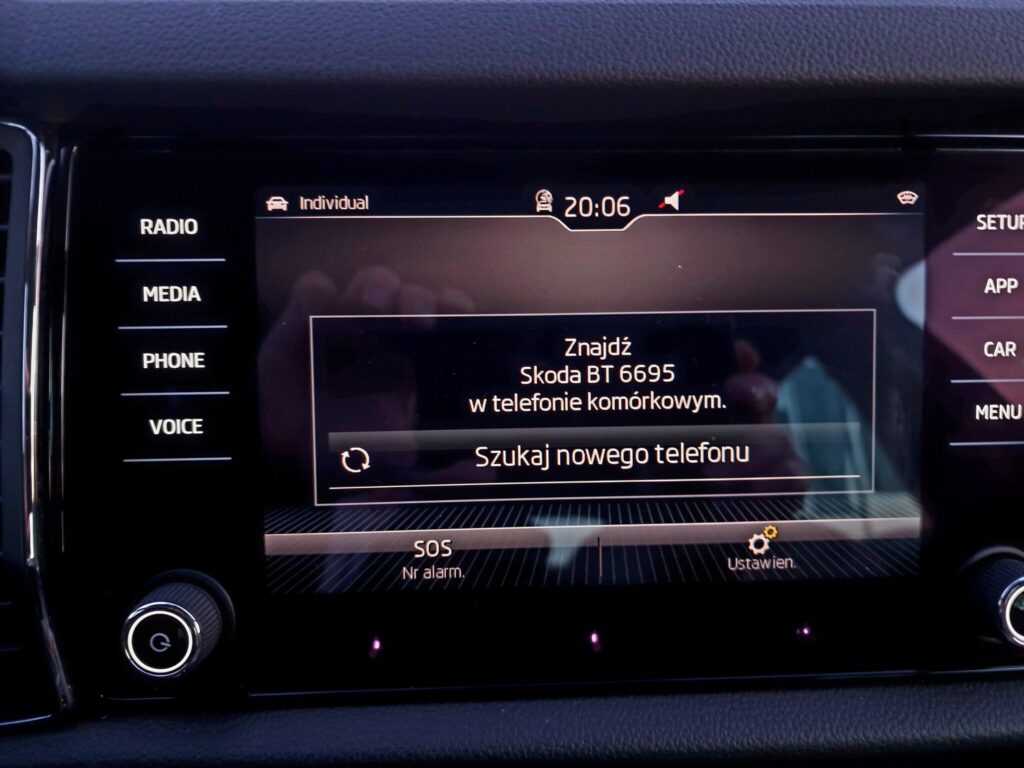 Individual
20:06
RADIO
MEDIA
PHONE
VOICE
Znajdź
Skoda BT 6695
w telefonie komórkowym.
Szukaj nowego telefonu
SOS
Nr alarm.
Ustawien.
SETUP
APP
CAR
MENU